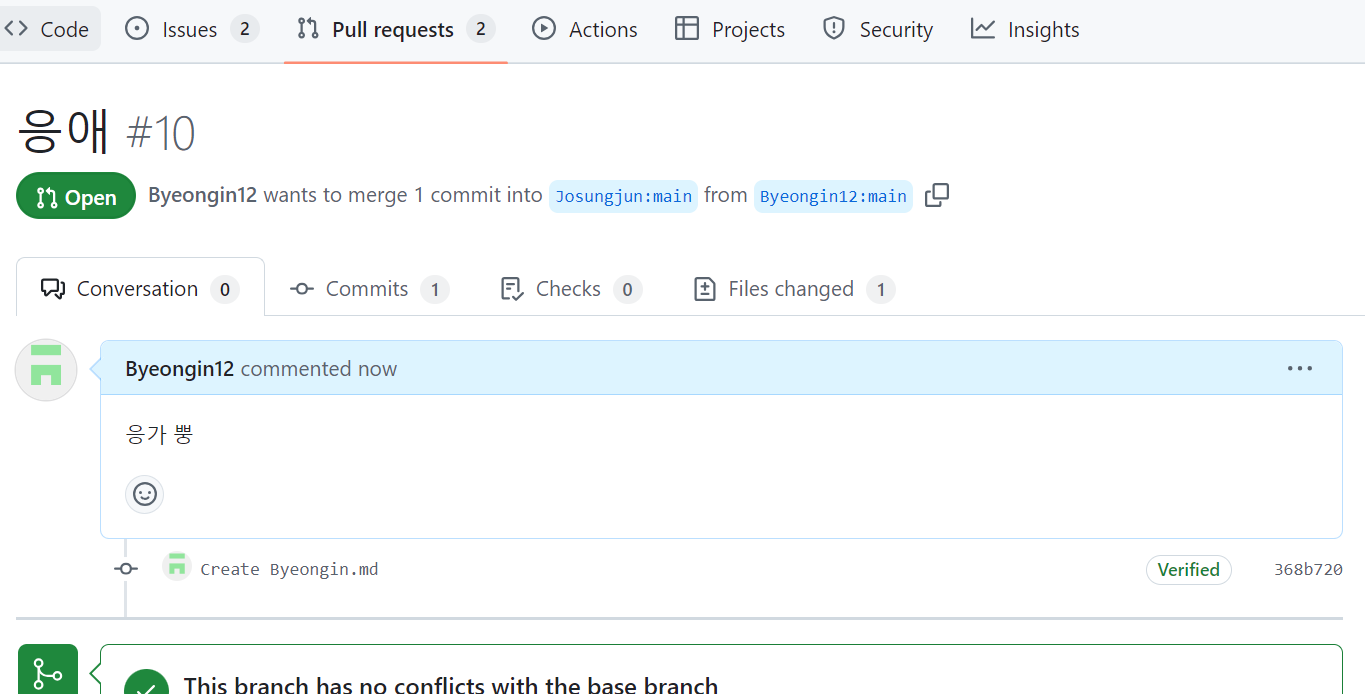 Code Issues 2 Pull requests 2 Actions Projects Security Insights
응애 #10
Open Byeongin12 wants to merge 1 commit into Josungjun:main from Byeongin12:main
Conversation 0 Commits 1 Checks 0 Files changed 1
Byeongin12 commented now
응가 뿡
Create Byeongin.md Verified 368b720
This branch has no conflicts with the base branch